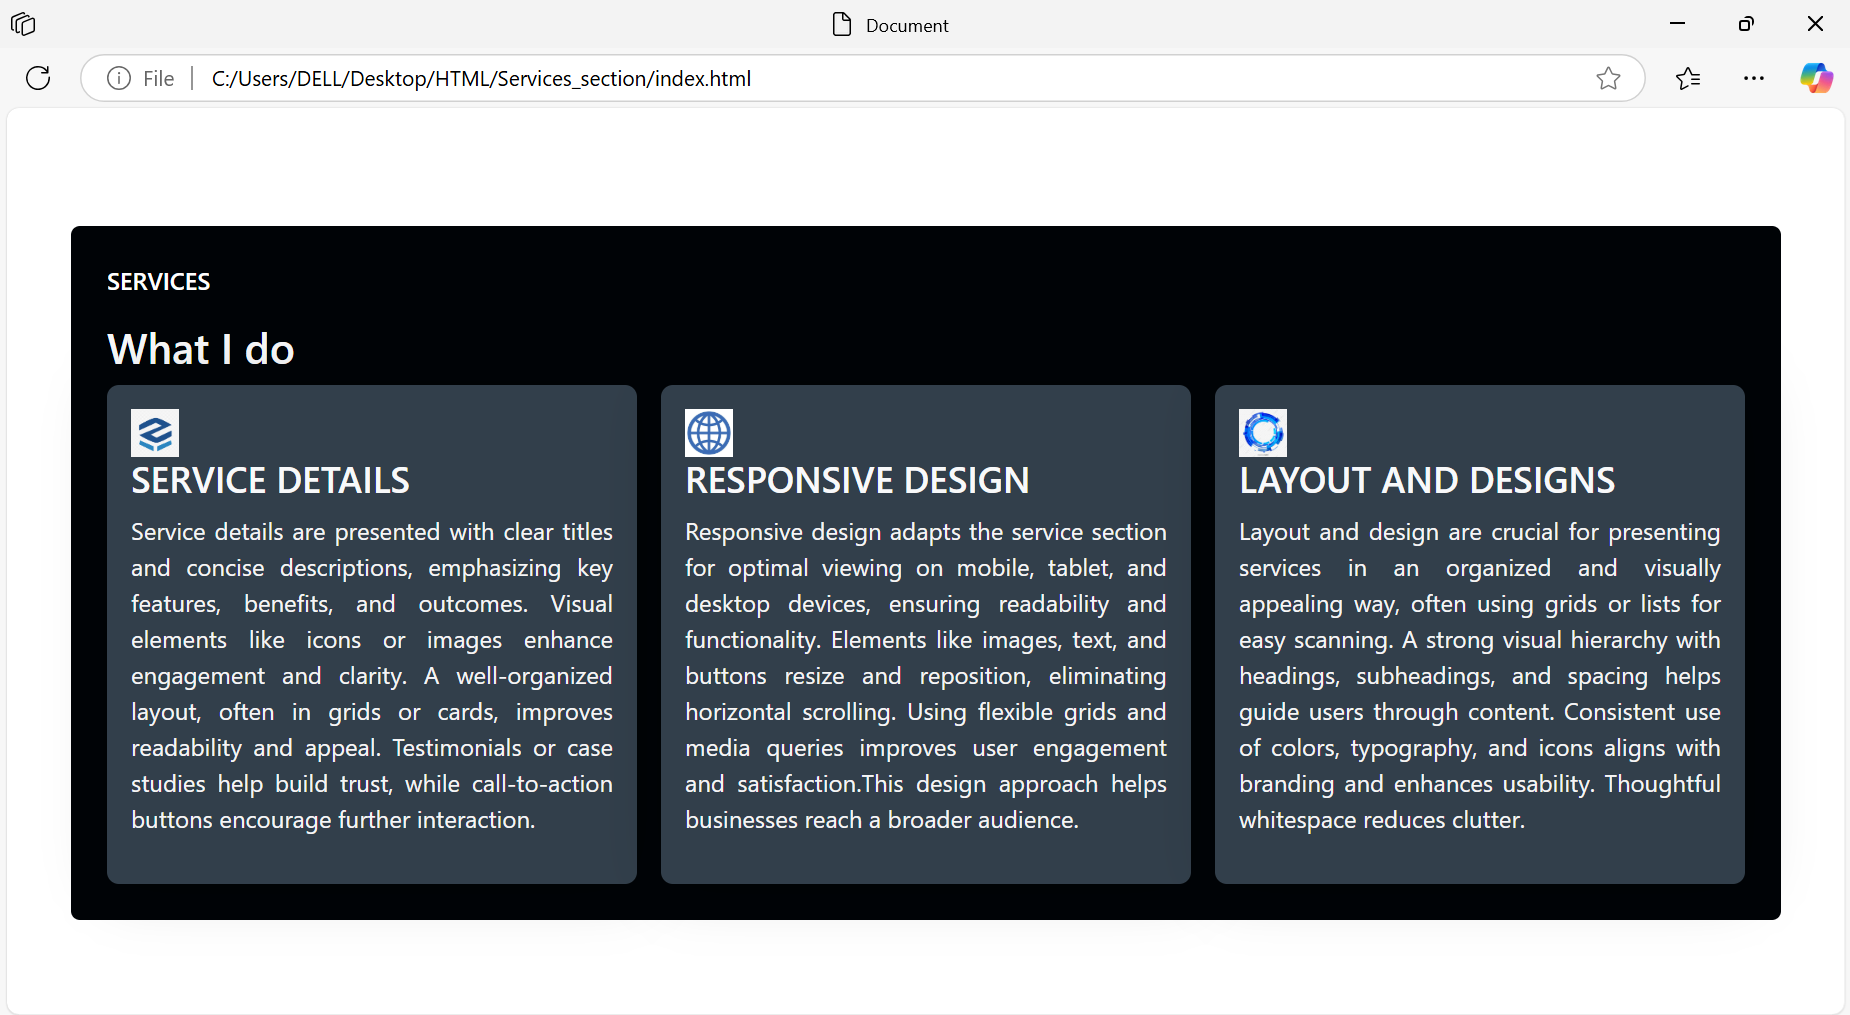 Document
File
C:/Users/DELL/Desktop/HTML/Services_section/index.html
SERVICES
What I do
SERVICE DETAILS
Service details are presented with clear titles
and concise descriptions, emphasizing key
features, benefits, and outcomes. Visual
elements like icons or images enhance
engagement and clarity. A well-organized
layout, often in grids or cards, improves
readability and appeal. Testimonials or case
studies help build trust, while call-to-action
buttons encourage further interaction.
RESPONSIVE DESIGN
Responsive design adapts the service section
for optimal viewing on mobile, tablet, and
desktop devices, ensuring readability and
functionality. Elements like images, text, and
buttons resize and reposition, eliminating
horizontal scrolling. Using flexible grids and
media queries improves user engagement
and satisfaction.This design approach helps
businesses reach a broader audience.
LAYOUT AND DESIGNS
Layout and design are crucial for presenting
services in an organized and visually
appealing way, often using grids or lists for
easy scanning. A strong visual hierarchy with
headings, subheadings, and spacing helps
guide users through content. Consistent use
of colors, typography, and icons aligns with
branding and enhances usability. Thoughtful
whitespace reduces clutter.